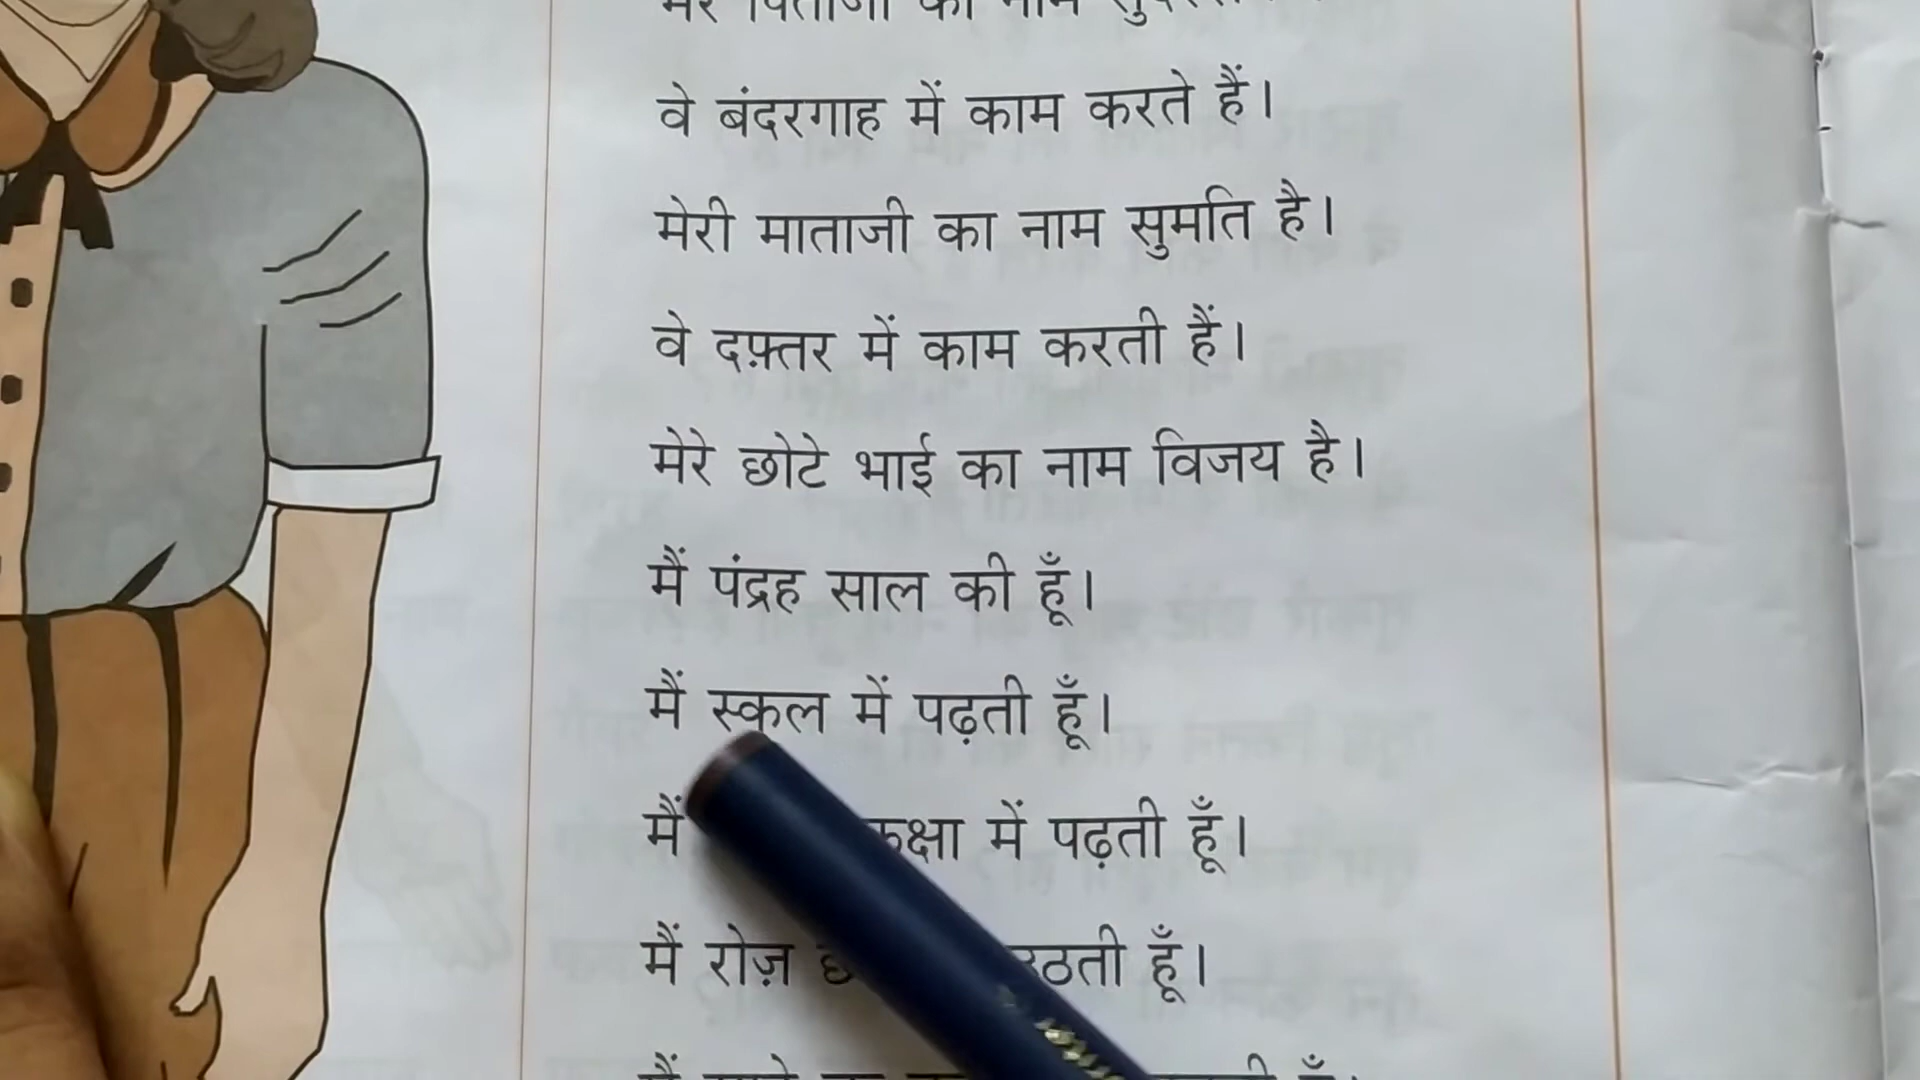 मेरे पिताजी का नाम
वे बंदरगाह में काम करते हैं।
मेरी माताजी का नाम सुमति है।
वे दफ़्तर में काम करती हैं।
मेरे छोटे भाई का नाम विजय है।
मैं पंद्रह साल की हूँ।
मैं स्कूल में पढ़ती हूँ।
मैं कक्षा में पढ़ती हूँ।
मैं रोज़ उठती हूँ।
मैं हूँ।